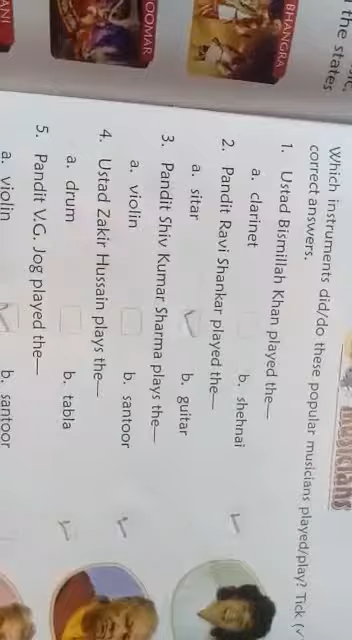 the states
BHANGRA
OOMAR
ANI
Musicians
Which instruments did/do these popular musicians played/play? Tick (✓
correct answers.
1. Ustad Bismillah Khan played the—
a. clarinet b. shehnai ✓
2. Pandit Ravi Shankar played the—
a. sitar ✓ b. guitar
3. Pandit Shiv Kumar Sharma plays the—
a. violin b. santoor ✓
4. Ustad Zakir Hussain plays the—
a. drum b. tabla ✓
5. Pandit V.G. Jog played the—
a. violin ✓ b. santoor